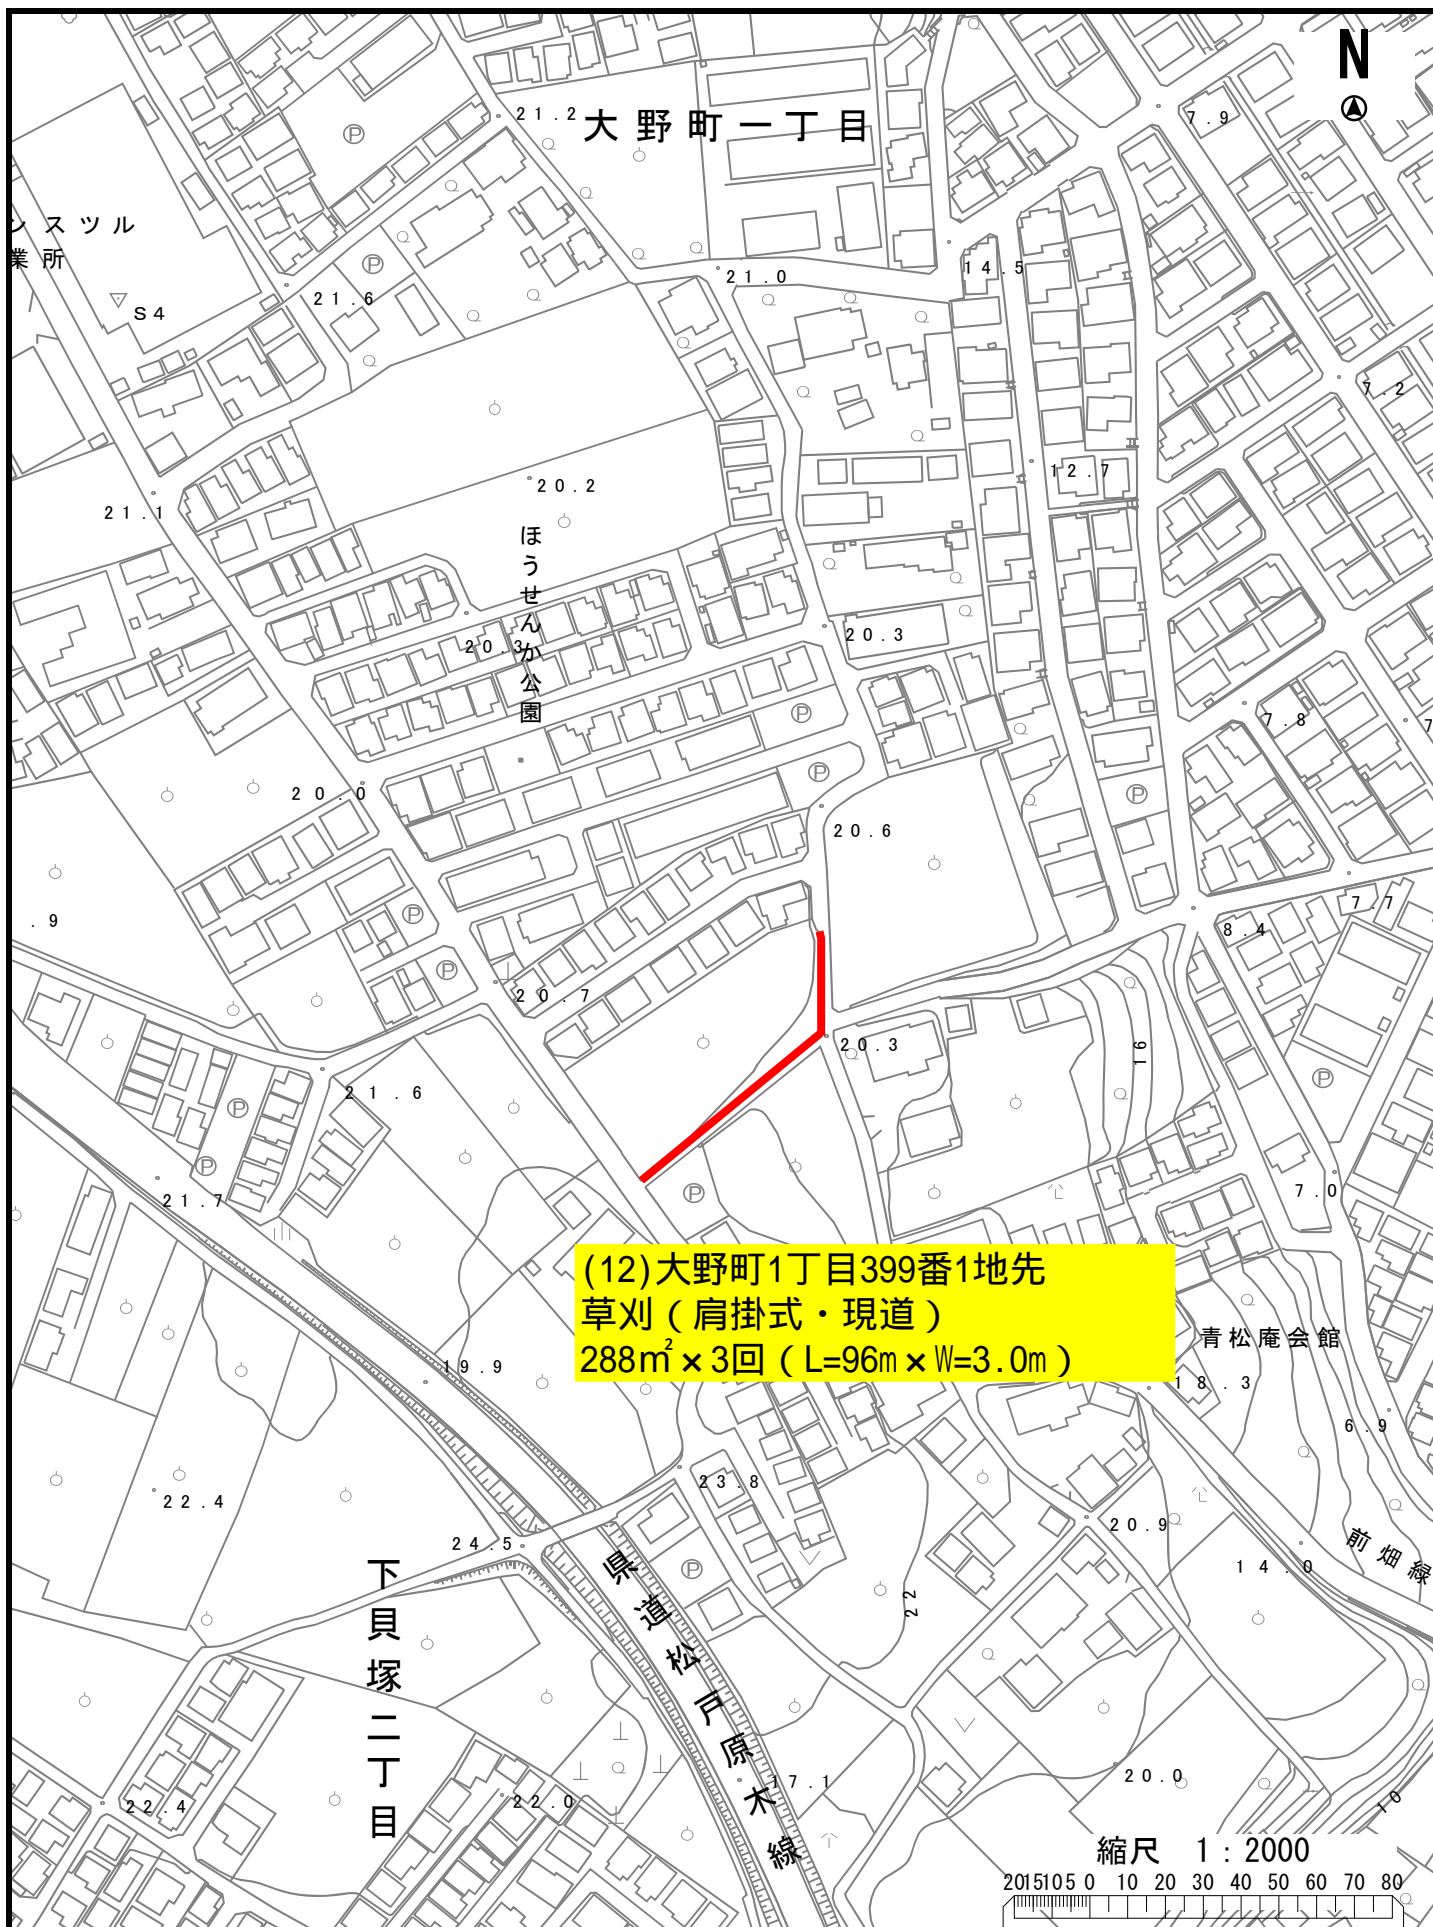 N
大野町一丁目
21.2
7.9
ンスツル
業所
S4
21.6
21.0
14.5
7.2
12.7
20.2
21.1
ほうせんか公園
20.3
20.3
7.8
7
20.0
20.6
.9
7.7
8.4
20.7
20.3
16
21.6
21.7
7.0
(12)大野町1丁目399番1地先
草刈（肩掛式・現道）
288㎡×3回（L=96m×W=3.0m）
青松庵会館
19.9
18.3
6.9
23.8
22.4
20.9
24.5
14.0
前畑緑
下貝塚二丁目
県道松戸原木線
22
17.1
20.0
22.4
22.0
10
縮尺 1：2000
20 15 10 5 0 10 20 30 40 50 60 70 80
P
P
P
P
P
P
P
P
P
P
P
P